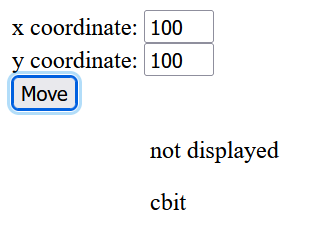 x coordinate: 100
y coordinate: 100
Move
not displayed
cbit